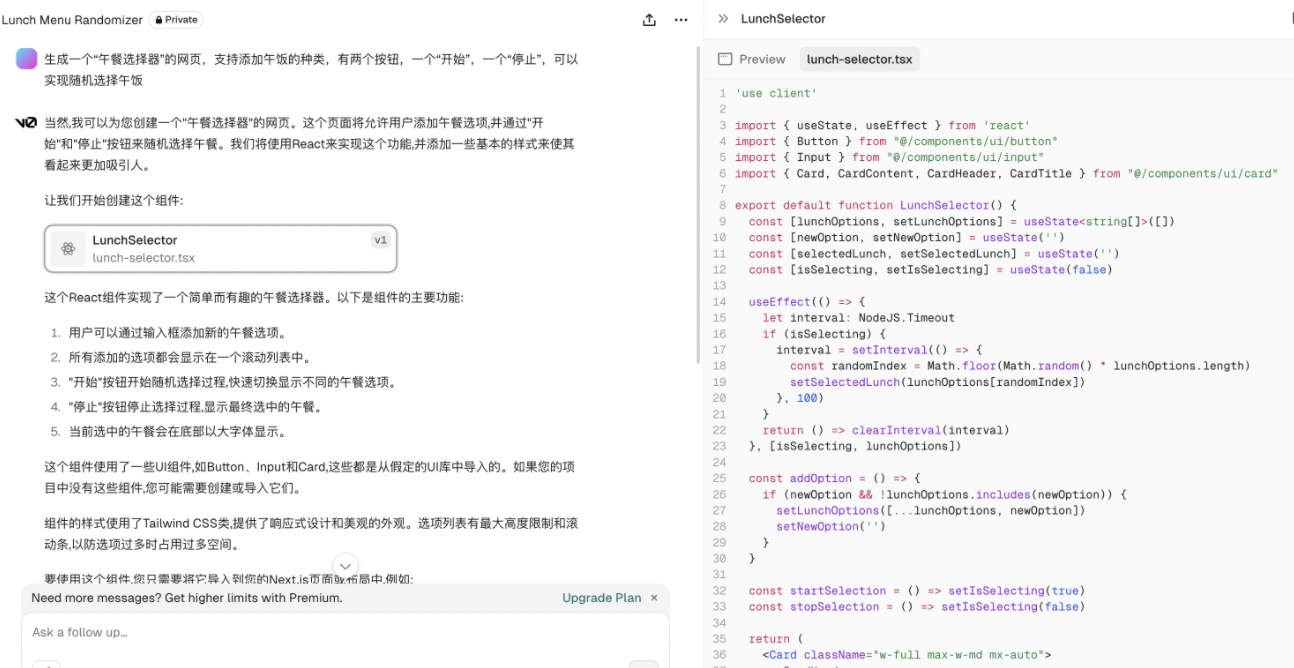 Lunch Menu Randomizer Private
生成一个“午餐选择器”的网页，支持添加午饭的种类，有两个按钮，一个“开始”，一个“停止”，可以
实现随机选择午饭
v0 当然,我可以为您创建一个"午餐选择器"的网页。这个页面将允许用户添加午餐选项,并通过"开
始"和"停止"按钮来随机选择午餐。我们将使用React来实现这个功能,并添加一些基本的样式来使其
看起来更加吸引人。
让我们开始创建这个组件:
LunchSelector v1
lunch-selector.tsx
这个React组件实现了一个简单而有趣的午餐选择器。以下是组件的主要功能:
1. 用户可以通过输入框添加新的午餐选项。
2. 所有添加的选项都会显示在一个滚动列表中。
3. "开始"按钮开始随机选择过程,快速切换显示不同的午餐选项。
4. "停止"按钮停止选择过程,显示最终选中的午餐。
5. 当前选中的午餐会在底部以大字体显示。
这个组件使用了一些UI组件,如Button、Input和Card,这些都是从假定的UI库中导入的。如果您的项
目中没有这些组件,您可能需要创建或导入它们。
组件的样式使用了Tailwind CSS类,提供了响应式设计和美观的外观。选项列表有最大高度限制和滚
动条,以防选项过多时占用过多空间。
要使用这个组件,您只需要将它导入到您的Next.js页面或布局中,例如:
Need more messages? Get higher limits with Premium. Upgrade Plan ×
Ask a follow up...
LunchSelector
Preview lunch-selector.tsx
1 'use client'
2
3 import { useState, useEffect } from 'react'
4 import { Button } from "@/components/ui/button"
5 import { Input } from "@/components/ui/input"
6 import { Card, CardContent, CardHeader, CardTitle } from "@/components/ui/card"
7
8 export default function LunchSelector() {
9 const [lunchOptions, setLunchOptions] = useState<string[]>([])
10 const [newOption, setNewOption] = useState('')
11 const [selectedLunch, setSelectedLunch] = useState('')
12 const [isSelecting, setIsSelecting] = useState(false)
13
14 useEffect(() => {
15 let interval: NodeJS.Timeout
16 if (isSelecting) {
17 interval = setInterval(() => {
18 const randomIndex = Math.floor(Math.random() * lunchOptions.length)
19 setSelectedLunch(lunchOptions[randomIndex])
20 }, 100)
21 }
22 return () => clearInterval(interval)
23 }, [isSelecting, lunchOptions])
24
25 const addOption = () => {
26 if (newOption && !lunchOptions.includes(newOption)) {
27 setLunchOptions([...lunchOptions, newOption])
28 setNewOption('')
29 }
30 }
31
32 const startSelection = () => setIsSelecting(true)
33 const stopSelection = () => setIsSelecting(false)
34
35 return (
36 <Card className="w-full max-w-md mx-auto">